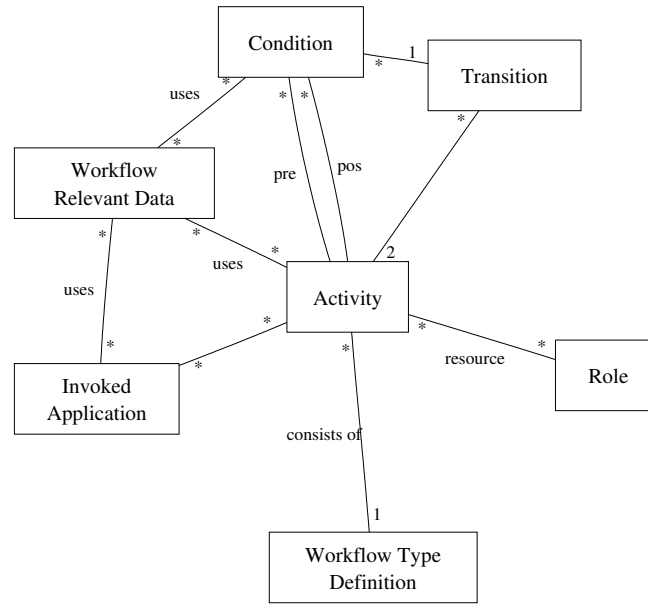 Condition
*
1
Transition
*
*
*
*
uses
*
Workflow
Relevant Data
pre
pos
*
*
*
uses
2
Activity
uses
*
*
*
*
*
*
resource
Invoked
Application
Role
consists of
1
Workflow Type
Definition